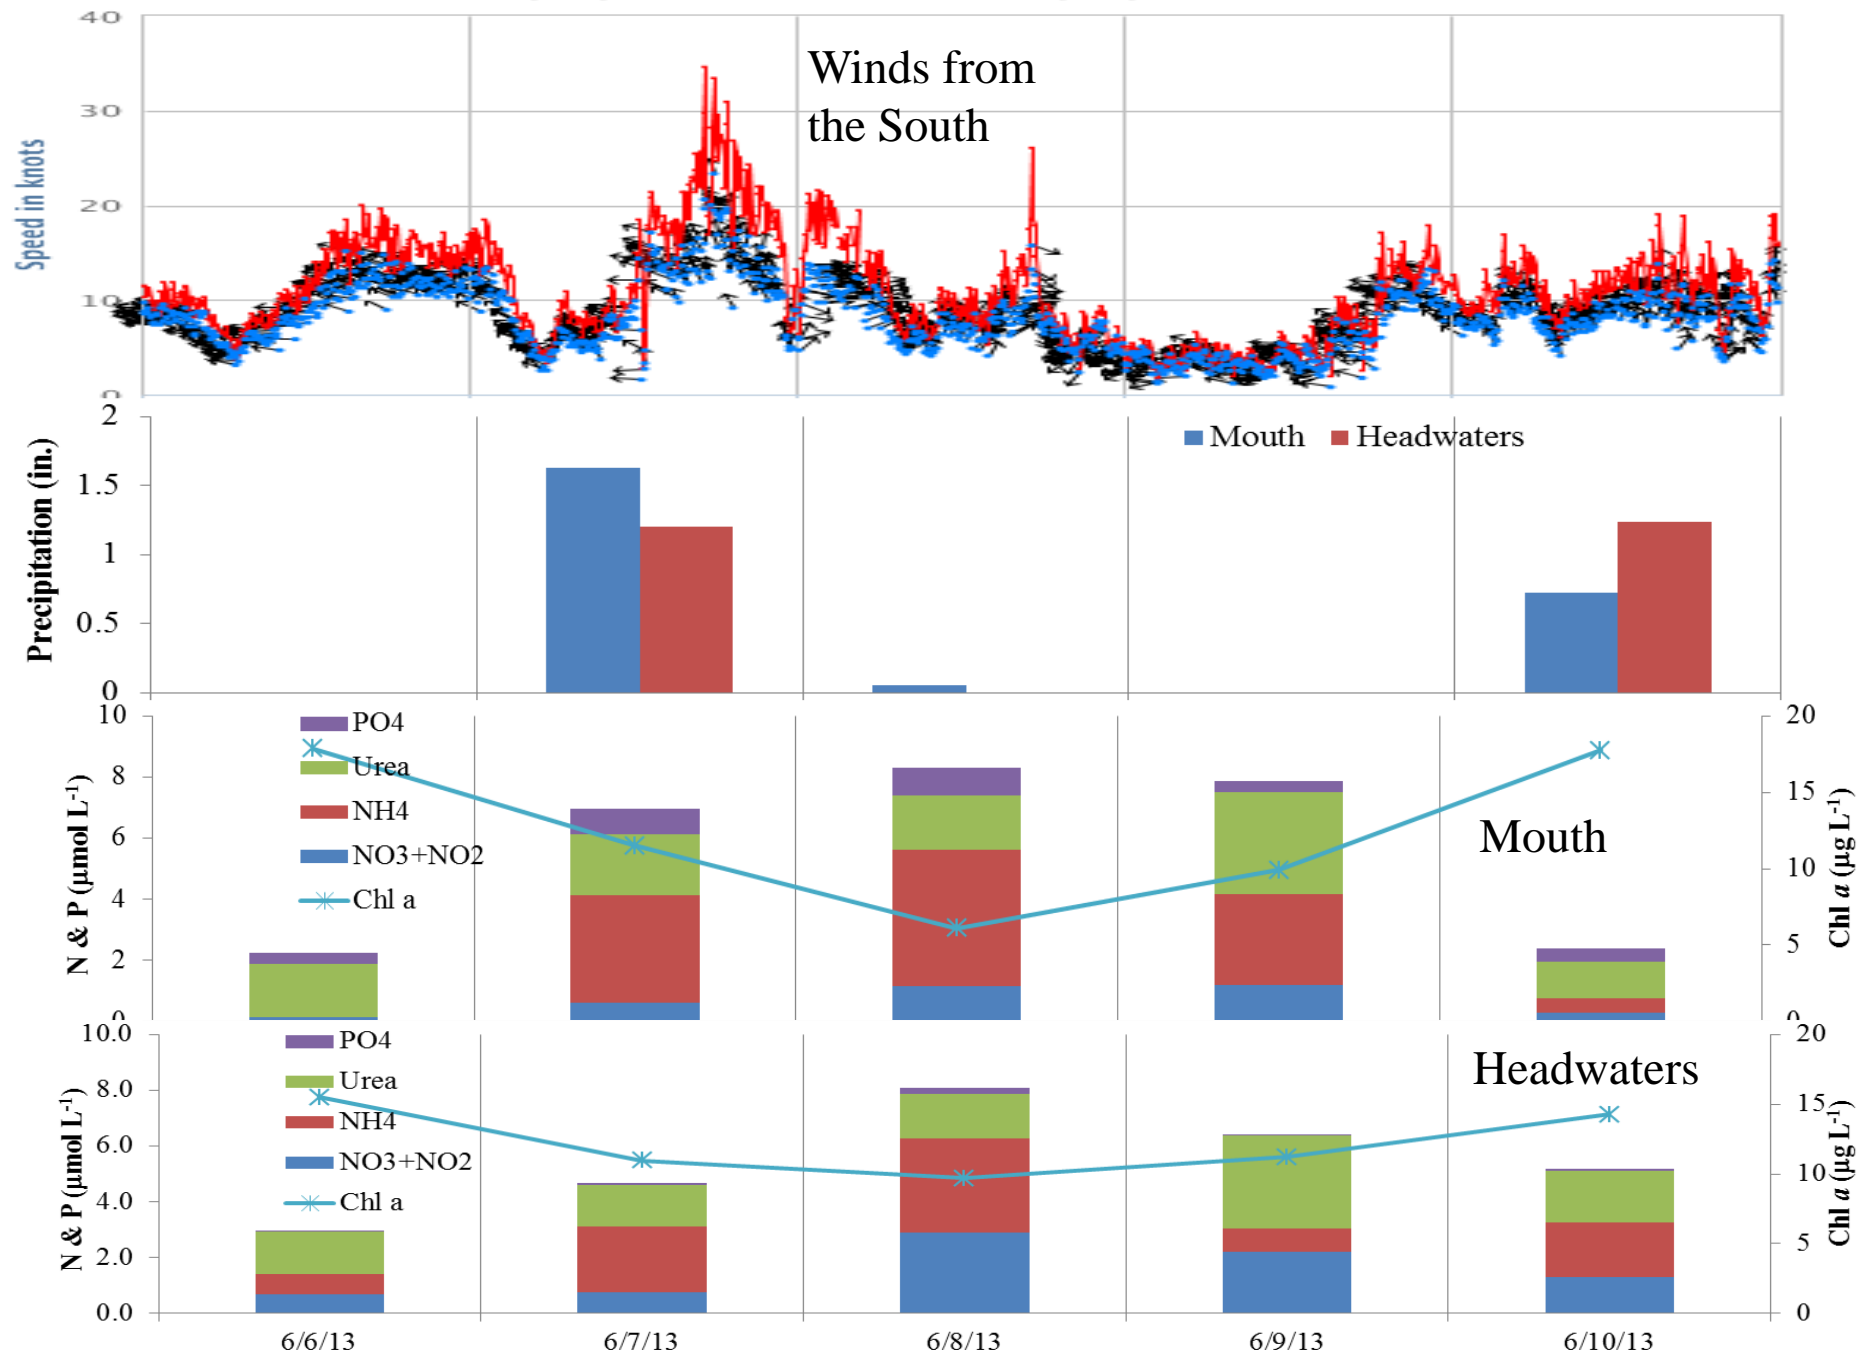 40
Winds from
the South
30
20
10
0
Speed in knots
2
1.5
1
0.5
0
Precipitation (in.)
Mouth Headwaters
10
8
6
4
2
0
N & P (µmol L-1)
PO4
Urea
NH4
NO3+NO2
Chl a
Mouth
20
15
10
5
0
Chl a (µg L-1)
10.0
8.0
6.0
4.0
2.0
0.0
N & P (µmol L-1)
PO4
Urea
NH4
NO3+NO2
Chl a
Headwaters
20
15
10
5
0
Chl a (µg L-1)
6/6/13 6/7/13 6/8/13 6/9/13 6/10/13